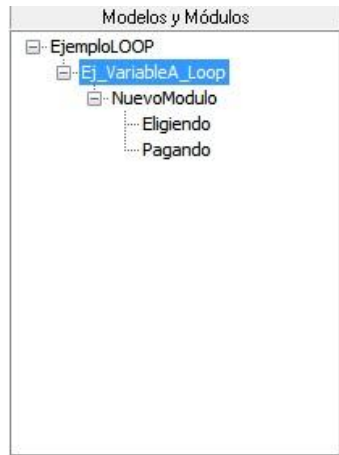 Modelos y Módulos
EjemploLOOP
Ej_VariableA_Loop
NuevoModulo
Eligiendo
Pagando